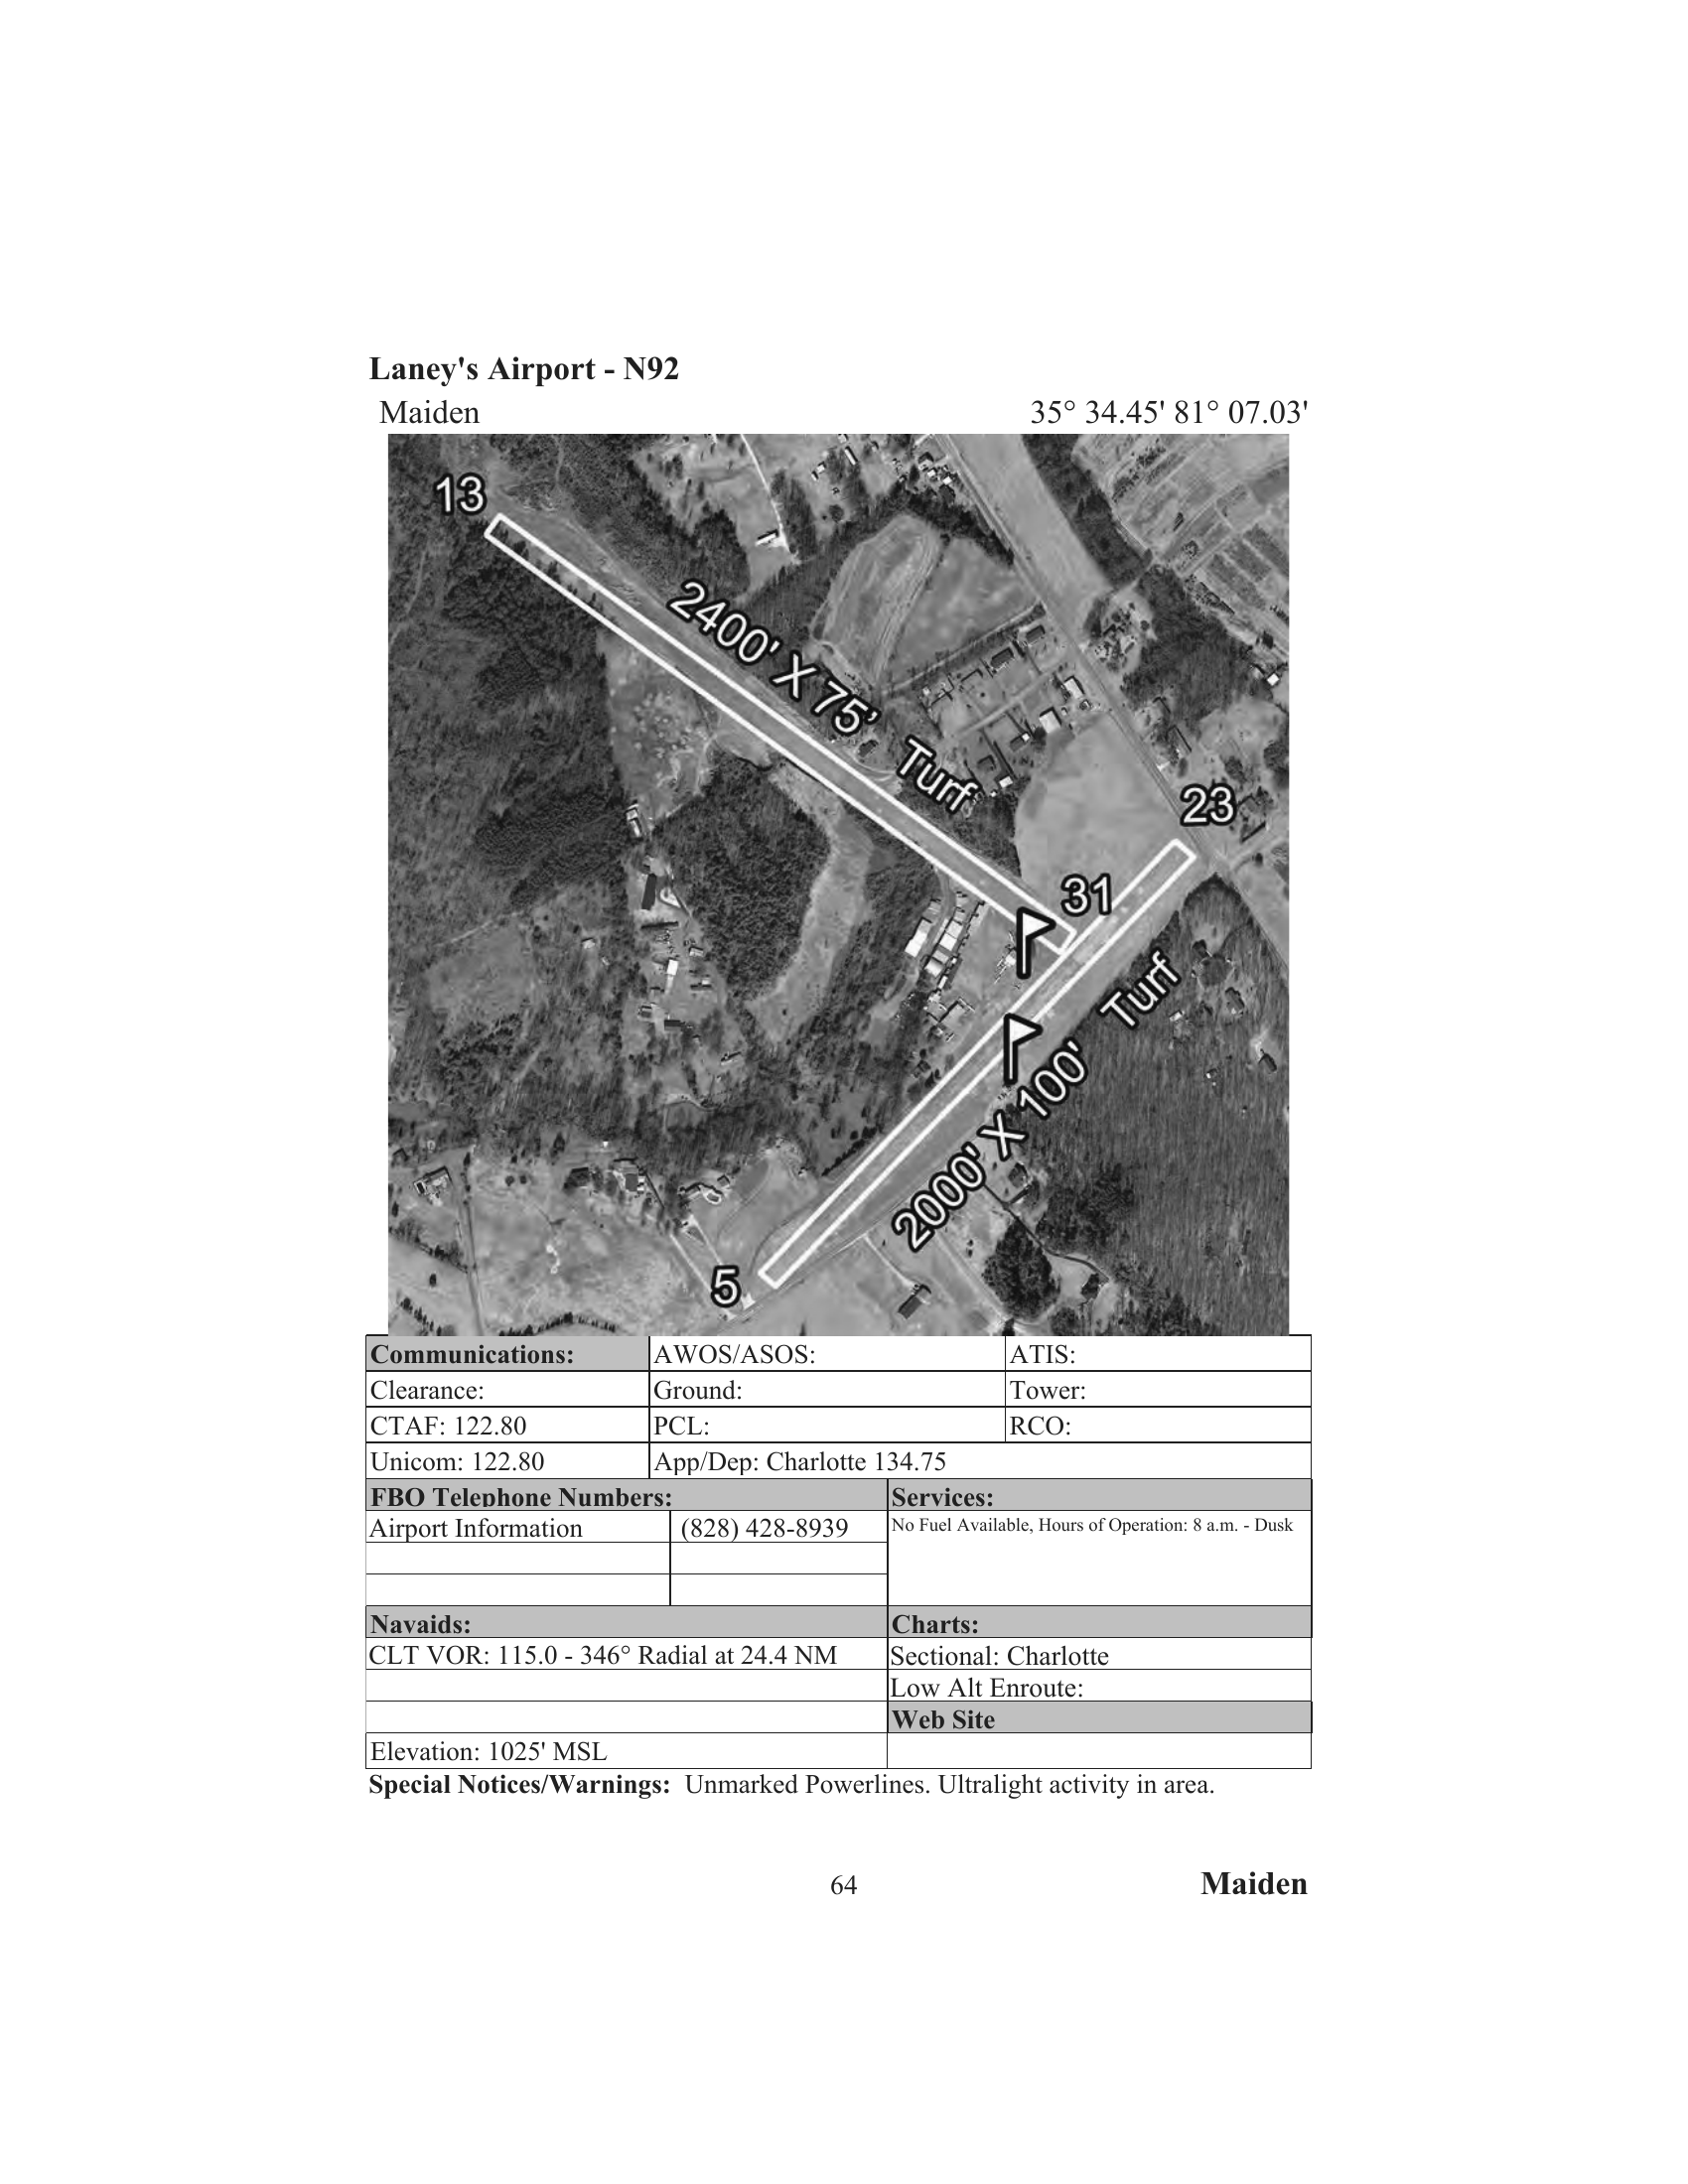 Laney's Airport - N92
Maiden
35° 34.45' 81° 07.03'
13
2400' X 75' Turf
23
31
2000' X 100' Turf
5
Communications:
AWOS/ASOS:
ATIS:
Clearance:
Ground:
Tower:
CTAF: 122.80
PCL:
RCO:
Unicom: 122.80
App/Dep: Charlotte 134.75
FBO Telephone Numbers:
Services:
Airport Information
(828) 428-8939
No Fuel Available, Hours of Operation: 8 a.m. - Dusk
Navaids:
Charts:
CLT VOR: 115.0 - 346° Radial at 24.4 NM
Sectional: Charlotte
Low Alt Enroute:
Web Site
Elevation: 1025' MSL
Special Notices/Warnings: Unmarked Powerlines. Ultralight activity in area.
64
Maiden